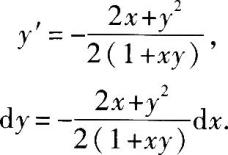 y′ = −\frac{2x+y^2}{2(1+xy)},
dy = −\frac{2x+y^2}{2(1+xy)}dx.